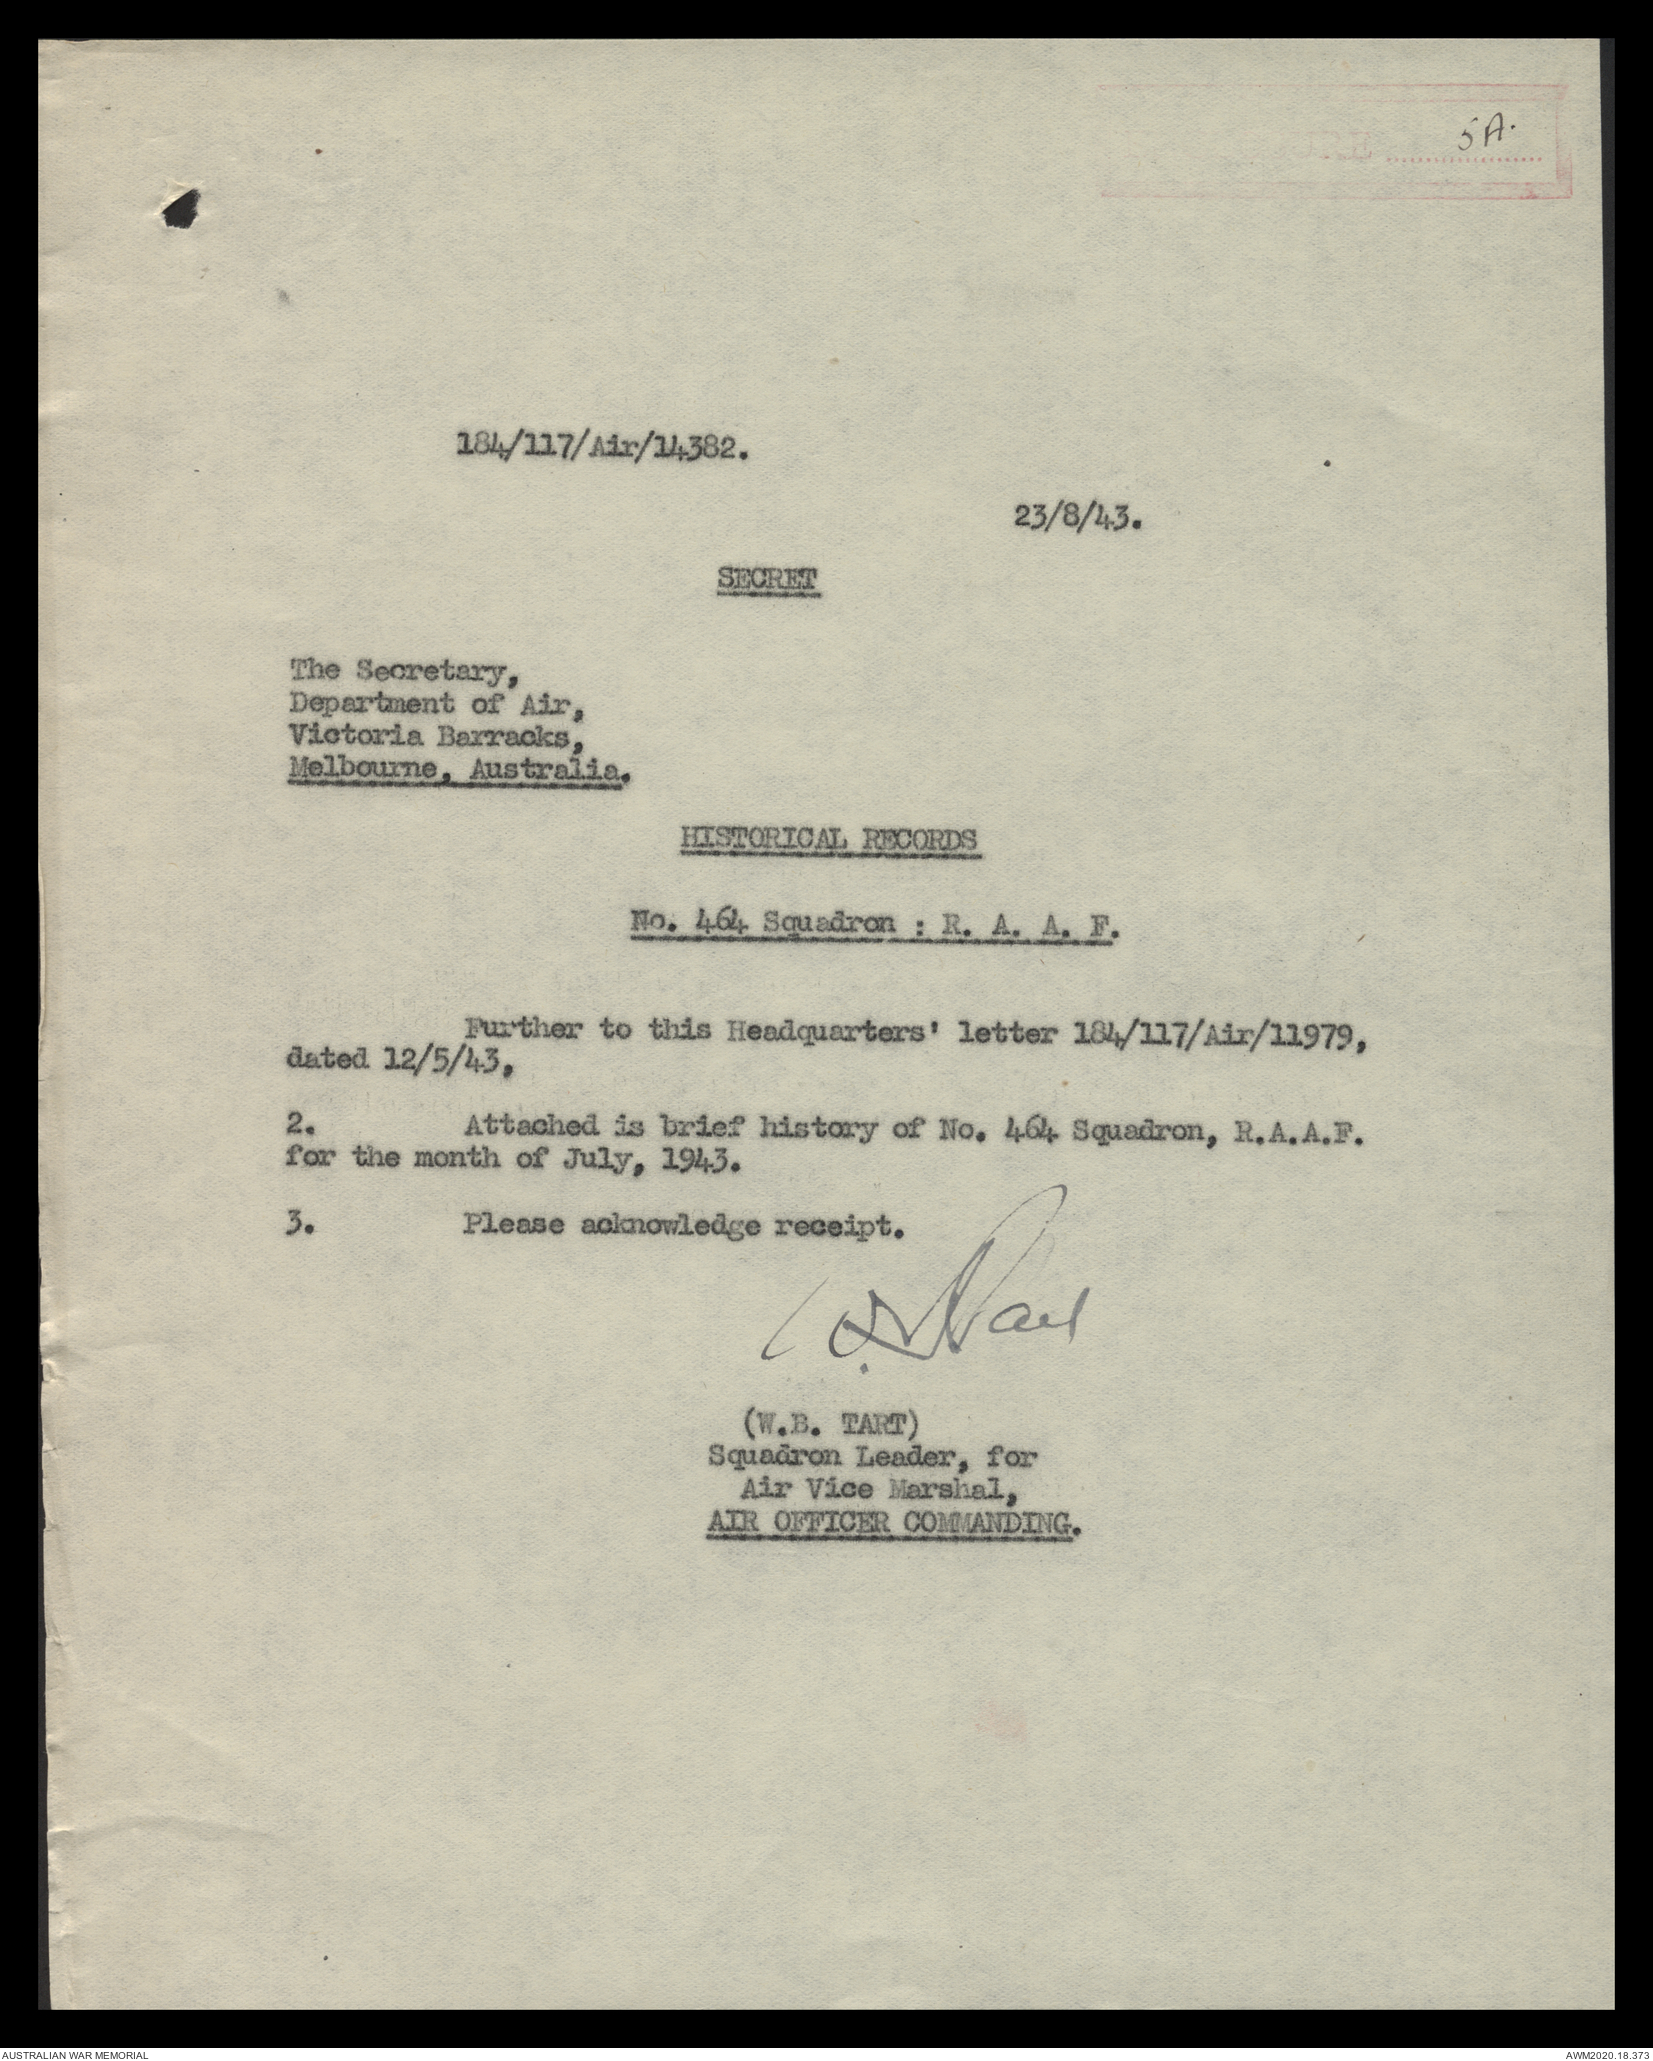 5A.
184/117/Air/14382.
23/8/43.
SECRET
The Secretary,
Department of Air,
Victoria Barracks,
Melbourne, Australia.
HISTORICAL RECORDS
No. 464 Squadron : R. A. A. F.
Further to this Headquarters' letter 184/117/Air/11979,
dated 12/5/43,
2. Attached is brief history of No. 464 Squadron, R.A.A.F.
for the month of July, 1943.
3. Please acknowledge receipt.
(W.B. TART)
Squadron Leader, for
Air Vice Marshal,
AIR OFFICER COMMANDING.
AUSTRALIAN WAR MEMORIAL
AWM2020.18.373